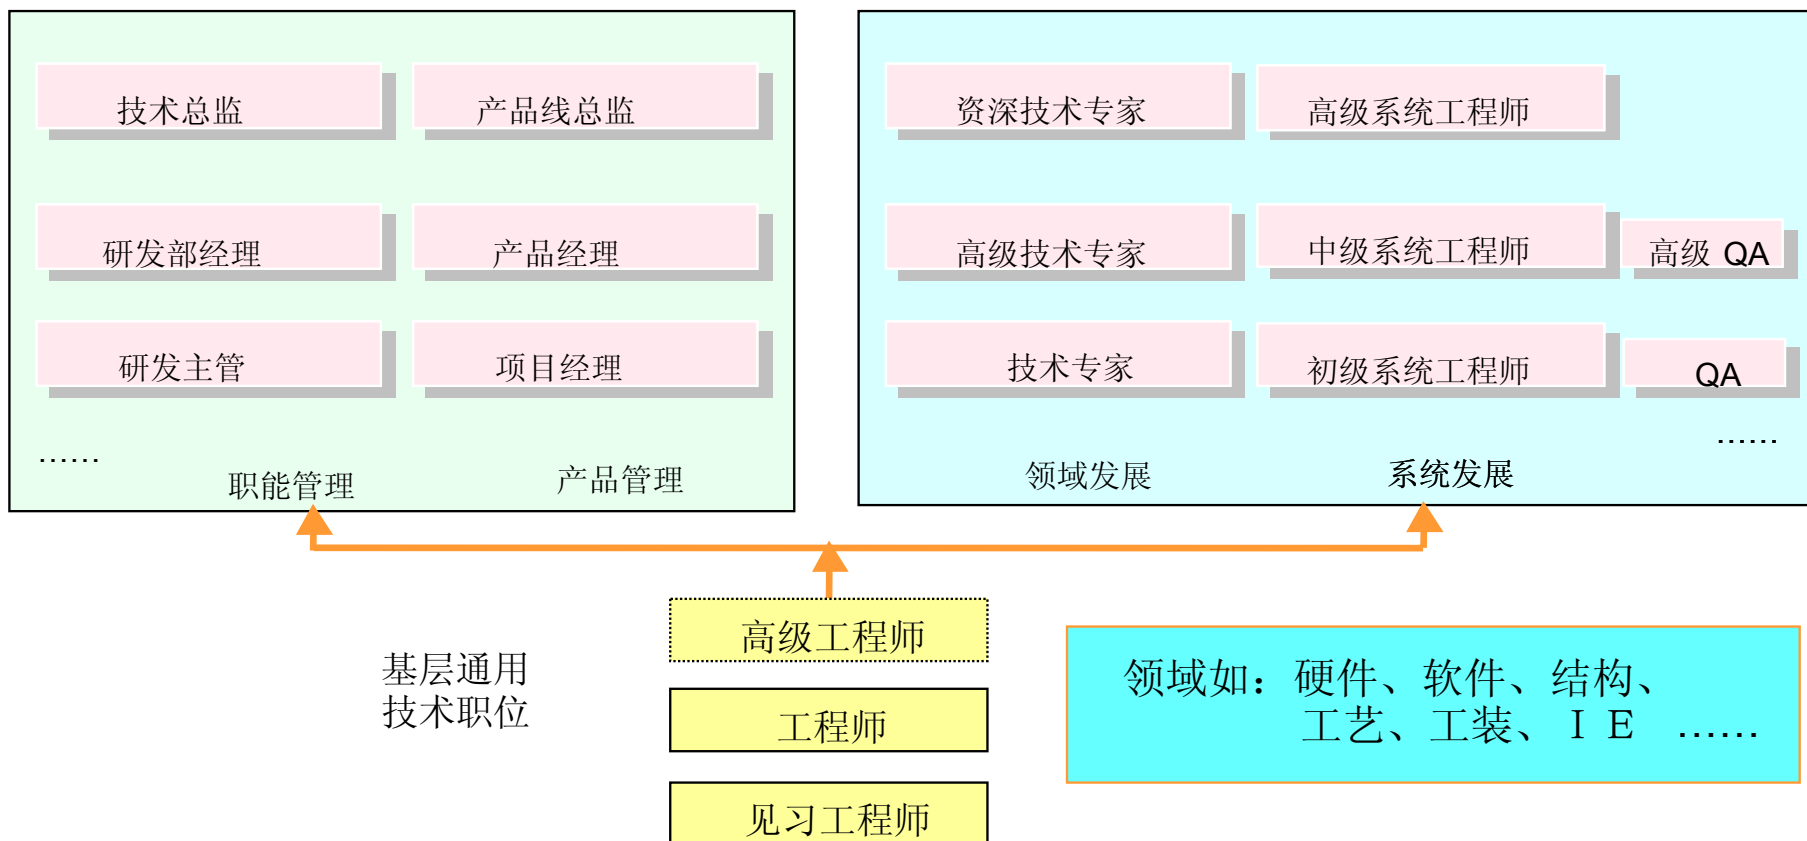 技术总监
产品线总监
资深技术专家
高级系统工程师
研发部经理
产品经理
高级技术专家
中级系统工程师
高级 QA
研发主管
项目经理
技术专家
初级系统工程师
QA
……
……
职能管理
产品管理
领域发展
系统发展
高级工程师
基层通用
技术职位
工程师
见习工程师
领域如：硬件、软件、结构、
工艺、工装、ＩＥ ……